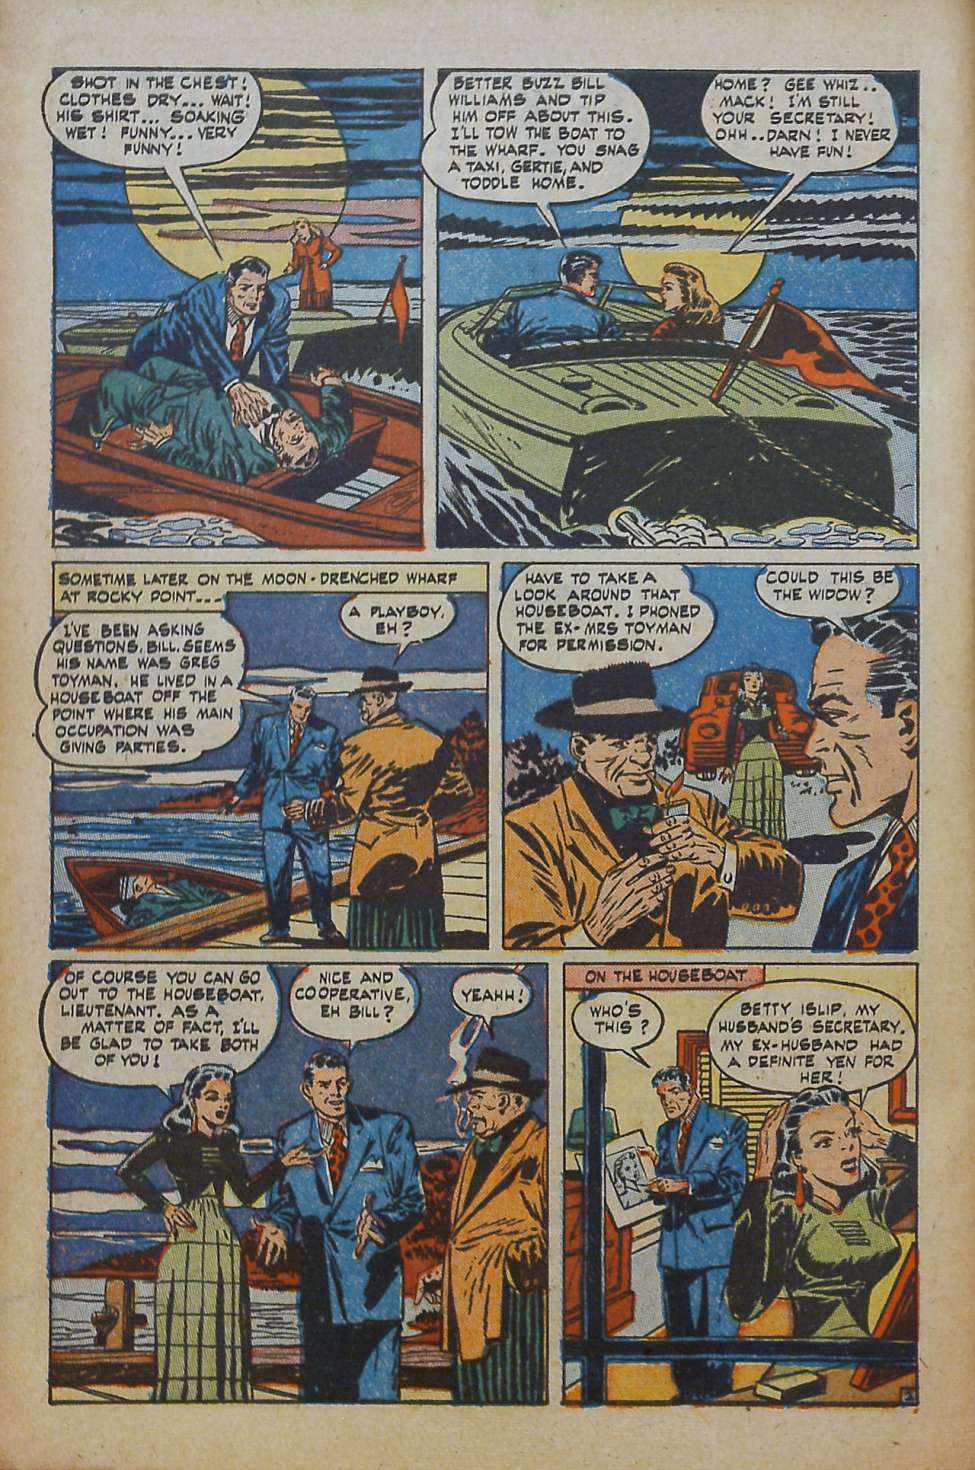 SHOT IN THE CHEST!
CLOTHES DRY... WAIT!
HIS SHIRT... SOAKING
WET! FUNNY... VERY
FUNNY!
BETTER BUZZ BILL
WILLIAMS AND TIP
HIM OFF ABOUT THIS.
I'LL TOW THE BOAT TO
THE WHARF. YOU SNAG
A TAXI, GERTIE, AND
TODDLE HOME.
HOME? GEE WHIZ..
MACK! I'M STILL
YOUR SECRETARY!
OHH..DARN! I NEVER
HAVE FUN!
SOMETIME LATER ON THE MOON-DRENCHED WHARF
AT ROCKY POINT---
I'VE BEEN ASKING
QUESTIONS, BILL. SEEMS
HIS NAME WAS GREG
TOYMAN. HE LIVED IN A
HOUSEBOAT OFF THE
POINT WHERE HIS MAIN
OCCUPATION WAS
GIVING PARTIES.
A PLAYBOY,
EH?
HAVE TO TAKE A
LOOK AROUND THAT
HOUSEBOAT. I PHONED
THE EX-MRS TOYMAN
FOR PERMISSION.
COULD THIS BE
THE WIDOW?
OF COURSE YOU CAN GO
OUT TO THE HOUSEBOAT,
LIEUTENANT. AS A
MATTER OF FACT, I'LL
BE GLAD TO TAKE BOTH
OF YOU!
NICE AND
COOPERATIVE,
EH BILL?
YEAHH!
ON THE HOUSEBOAT
WHO'S
THIS?
BETTY ISLIP, MY
HUSBAND'S SECRETARY.
MY EX-HUSBAND HAD
A DEFINITE YEN FOR
HER!
2